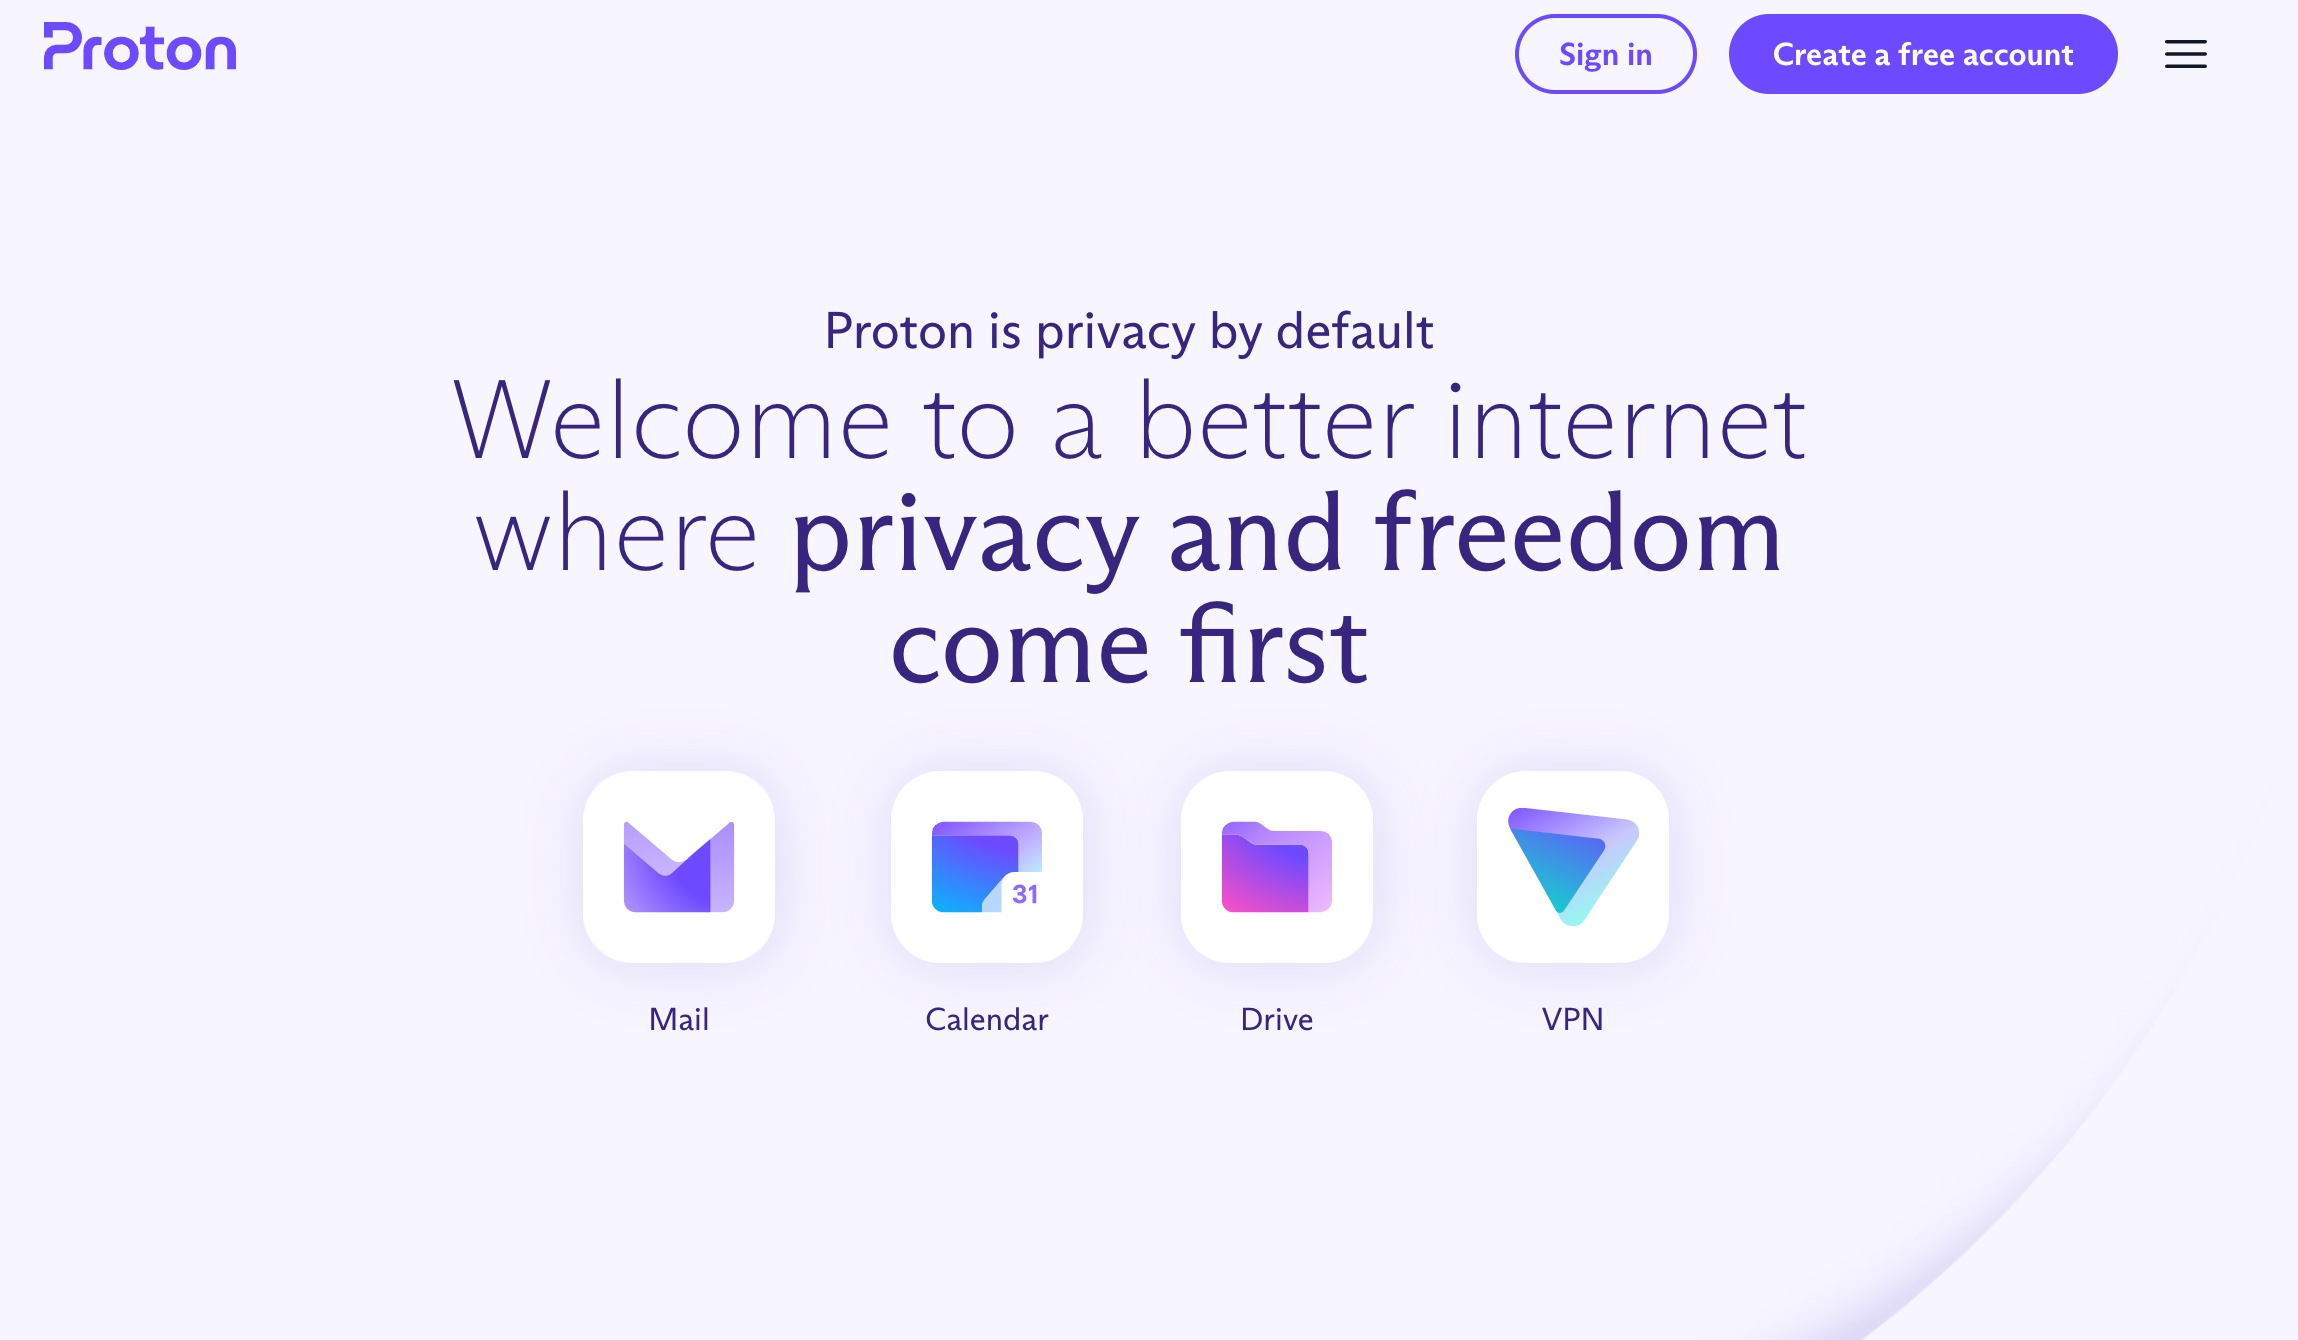 Proton
Sign in
Create a free account
Proton is privacy by default
Welcome to a better internet
where privacy and freedom
come first
31
Mail
Calendar
Drive
VPN